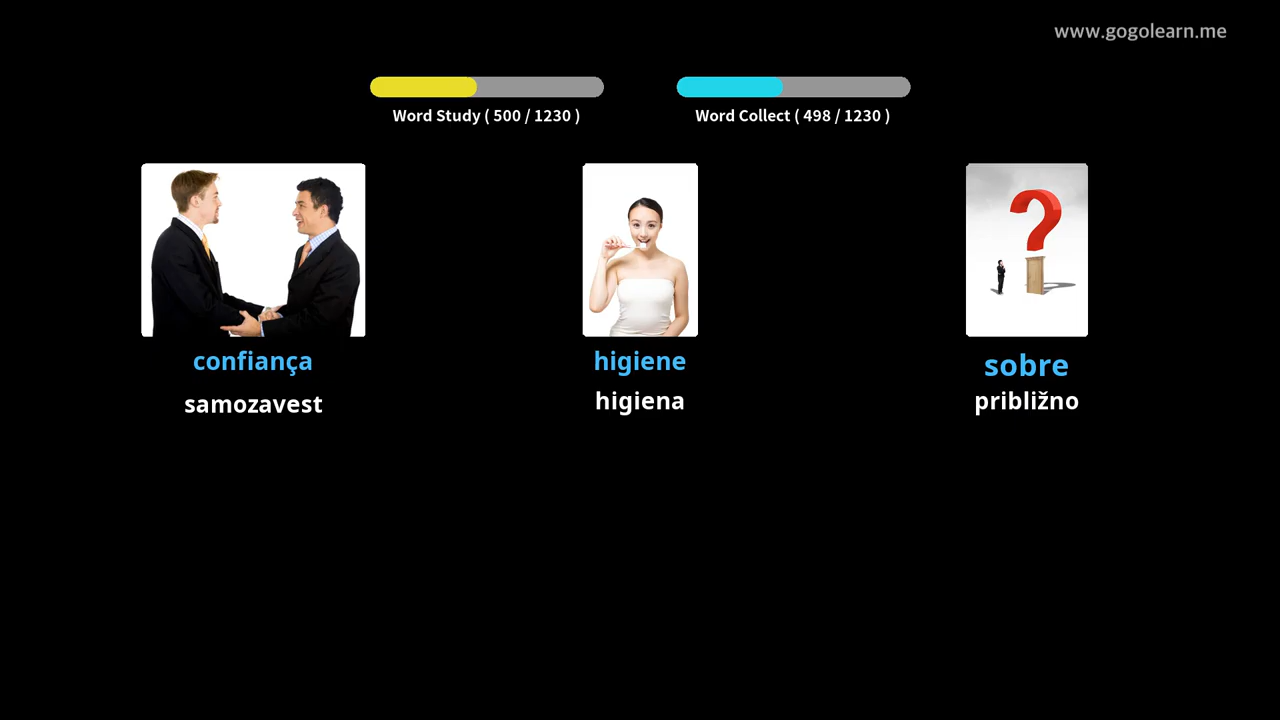 www.gogolearn.me
Word Study ( 500 / 1230 )
Word Collect ( 498 / 1230 )
confiança
samozavest
higiene
higiena
sobre
približno